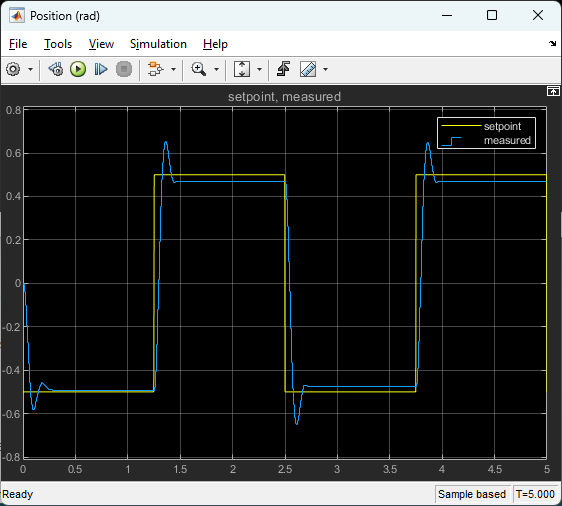 Position (rad)
File Tools View Simulation Help
setpoint, measured
setpoint
measured
0.8
0.6
0.4
0.2
0
-0.2
-0.4
-0.6
-0.8
0 0.5 1 1.5 2 2.5 3 3.5 4 4.5 5
Ready Sample based T=5.000